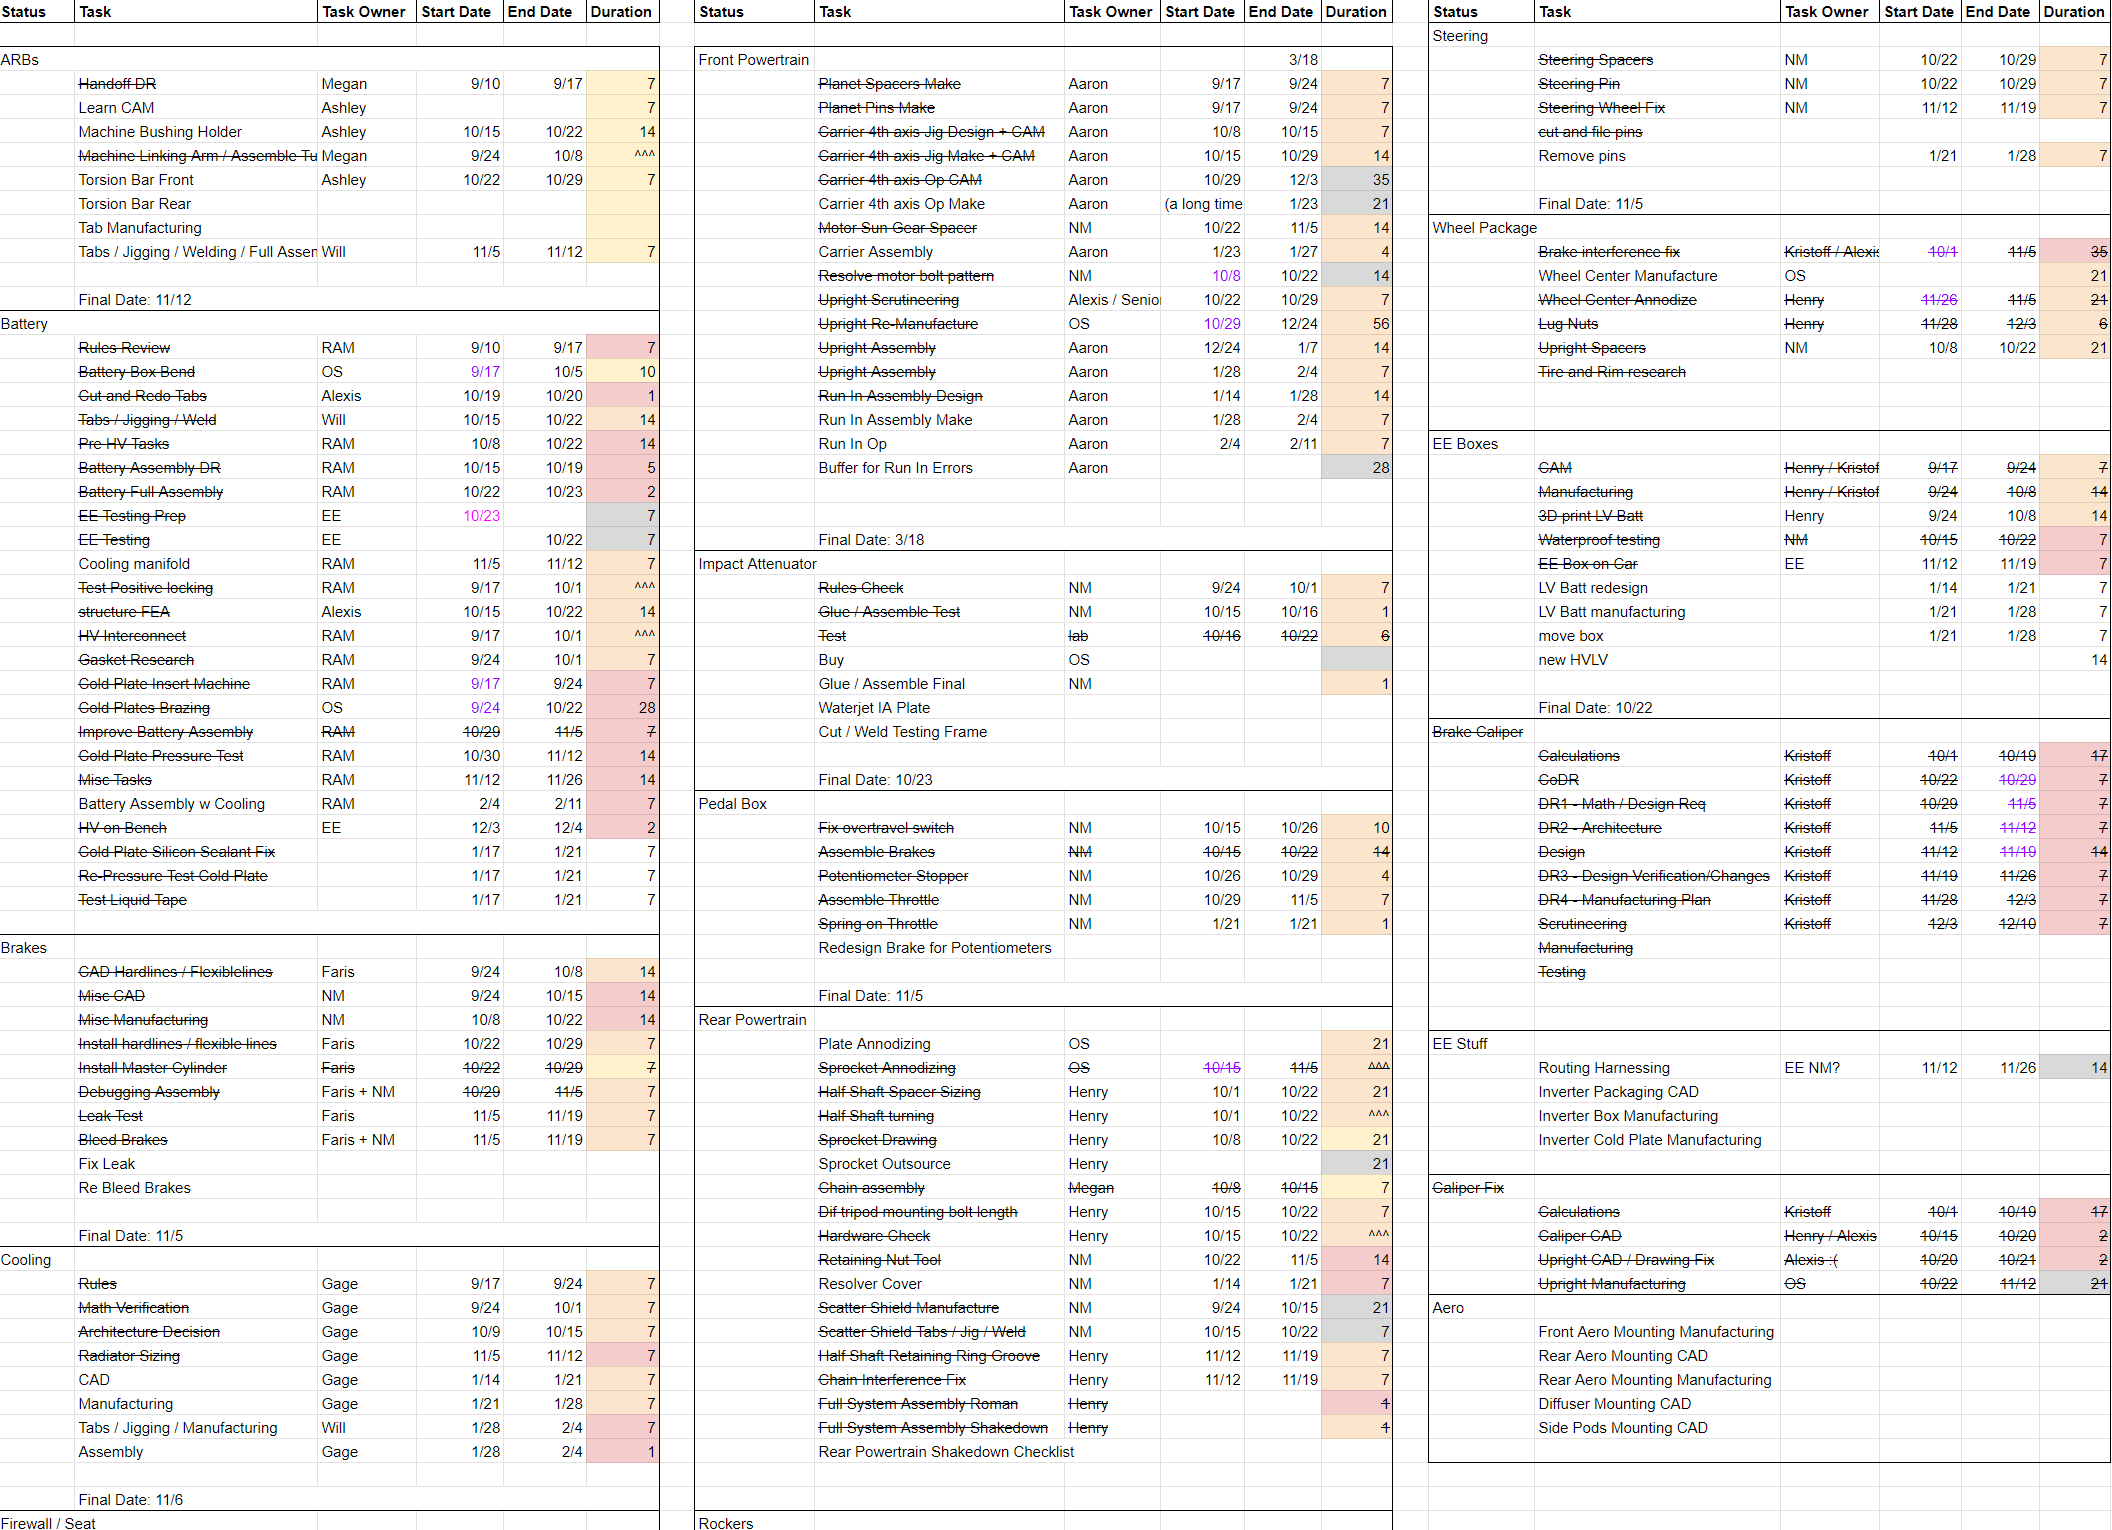 Status Task Task Owner Start Date End Date Duration
ARBs
Handoff DR Megan 9/10 9/17 7
Learn CAM Ashley 7
Machine Bushing Holder Ashley 10/15 10/22 14
Machine Linking Arm / Assemble Tu Megan 9/24 10/8 ^^^
Torsion Bar Front Ashley 10/22 10/29 7
Torsion Bar Rear
Tab Manufacturing
Tabs / Jigging / Welding / Full Assem Will 11/5 11/12 7
Final Date: 11/12
Battery
Rules Review RAM 9/10 9/17 7
Battery Box Bend OS 9/17 10/5 10
Cut and Redo Tabs Alexis 10/19 10/20 1
Tabs / Jigging / Weld Will 10/15 10/22 14
Pre HV Tasks RAM 10/8 10/22 14
Battery Assembly DR RAM 10/15 10/19 5
Battery Full Assembly RAM 10/22 10/23 2
EE Testing Prep EE 10/23 7
EE Testing EE 10/22 7
Cooling manifold RAM 11/5 11/12 7
Test Positive locking RAM 9/17 10/1 ^^^
structure FEA Alexis 10/15 10/22 14
HV Interconnect RAM 9/17 10/1 ^^^
Gasket Research RAM 9/24 10/1 7
Cold Plate Insert Machine RAM 9/17 9/24 7
Cold Plates Brazing OS 9/24 10/22 28
Improve Battery Assembly RAM 10/29 11/5 7
Cold Plate Pressure Test RAM 10/30 11/12 14
Misc Tasks RAM 11/12 11/26 14
Battery Assembly w Cooling RAM 2/4 2/11 7
HV on Bench EE 12/3 12/4 2
Cold Plate Silicon Sealant Fix 1/17 1/21 7
Re-Pressure Test Cold Plate 1/17 1/21 7
Test Liquid Tape 1/17 1/21 7
Brakes
CAD Hardlines / Flexiblelines Faris 9/24 10/8 14
Misc CAD NM 9/24 10/15 14
Misc Manufacturing NM 10/8 10/22 14
Install hardlines / flexible lines Faris 10/22 10/29 7
Install Master Cylinder Faris 10/22 10/29 7
Debugging Assembly Faris + NM 10/29 11/5 7
Leak Test Faris 11/5 11/19 7
Bleed Brakes Faris + NM 11/5 11/19 7
Fix Leak
Re Bleed Brakes
Final Date: 11/5
Cooling
Rules Gage 9/17 9/24 7
Math Verification Gage 9/24 10/1 7
Architecture Decision Gage 10/9 10/15 7
Radiator Sizing Gage 11/5 11/12 7
CAD Gage 1/14 1/21 7
Manufacturing Gage 1/21 1/28 7
Tabs / Jigging / Manufacturing Will 1/28 2/4 7
Assembly Gage 1/28 2/4 1
Final Date: 11/6
Firewall / Seat
Status Task Task Owner Start Date End Date Duration
Front Powertrain 3/18
Planet Spacers Make Aaron 9/17 9/24 7
Planet Pins Make Aaron 9/17 9/24 7
Carrier 4th axis Jig Design + CAM Aaron 10/8 10/15 7
Carrier 4th axis Jig Make + CAM Aaron 10/15 10/29 14
Carrier 4th axis Op CAM Aaron 10/29 12/3 35
Carrier 4th axis Op Make Aaron (a long time 1/23 21
Motor Sun Gear Spacer NM 10/22 11/5 14
Carrier Assembly Aaron 1/23 1/27 4
Resolve motor bolt pattern NM 10/8 10/22 14
Upright Scrutineering Alexis / Senio 10/22 10/29 7
Upright Re-Manufacture OS 10/29 12/24 56
Upright Assembly Aaron 12/24 1/7 14
Upright Assembly Aaron 1/28 2/4 7
Run In Assembly Design Aaron 1/14 1/28 14
Run In Assembly Make Aaron 1/28 2/4 7
Run In Op Aaron 2/4 2/11 7
Buffer for Run In Errors Aaron 28
Final Date: 3/18
Impact Attenuator
Rules Check NM 9/24 10/1 7
Glue / Assemble Test NM 10/15 10/16 1
Test lab 10/16 10/22 6
Buy OS
Glue / Assemble Final NM 1
Waterjet IA Plate
Cut / Weld Testing Frame
Final Date: 10/23
Pedal Box
Fix overtravel switch NM 10/15 10/26 10
Assemble Brakes NM 10/15 10/22 14
Potentiometer Stopper NM 10/26 10/29 4
Assemble Throttle NM 10/29 11/5 7
Spring on Throttle NM 1/21 1/21 1
Redesign Brake for Potentiometers
Final Date: 11/5
Rear Powertrain
Plate Annodizing OS 21
Sprocket Annodizing OS 10/15 11/5 ^^^
Half Shaft Spacer Sizing Henry 10/1 10/22 21
Half Shaft turning Henry 10/1 10/22 ^^^
Sprocket Drawing Henry 10/8 10/22 21
Sprocket Outsource Henry 21
Chain assembly Megan 10/8 10/15 7
Dif tripod mounting bolt length Henry 10/15 10/22 7
Hardware Check Henry 10/15 10/22 ^^^
Retaining Nut Tool NM 10/22 11/5 14
Resolver Cover NM 1/14 1/21 7
Scatter Shield Manufacture NM 9/24 10/15 21
Scatter Shield Tabs / Jig / Weld NM 10/15 10/22 7
Half Shaft Retaining Ring Groove Henry 11/12 11/19 7
Chain Interference Fix Henry 11/12 11/19 7
Full System Assembly Roman Henry 1
Full System Assembly Shakedown Henry 1
Rear Powertrain Shakedown Checklist
Rockers
Status Task Task Owner Start Date End Date Duration
Steering
Steering Spacers NM 10/22 10/29 7
Steering Pin NM 10/22 10/29 7
Steering Wheel Fix NM 11/12 11/19 7
cut and file pins
Remove pins 1/21 1/28 7
Final Date: 11/5
Wheel Package
Brake interference fix Kristoff / Alexis 10/1 11/5 35
Wheel Center Manufacture OS 21
Wheel Center Annodize Henry 11/26 11/5 21
Lug Nuts Henry 11/28 12/3 6
Upright Spacers NM 10/8 10/22 21
Tire and Rim research
EE Boxes
CAM Henry / Kristof 9/17 9/24 7
Manufacturing Henry / Kristof 9/24 10/8 14
3D print LV Batt Henry 9/24 10/8 14
Waterproof testing NM 10/15 10/22 7
EE Box on Car EE 11/12 11/19 7
LV Batt redesign 1/14 1/21 7
LV Batt manufacturing 1/21 1/28 7
move box 1/21 1/28 7
new HVLV 14
Final Date: 10/22
Brake Caliper
Calculations Kristoff 10/1 10/19 17
CoDR Kristoff 10/22 10/29 7
DR1 - Math / Design Req Kristoff 10/29 11/5 7
DR2 - Architecture Kristoff 11/5 11/12 7
Design Kristoff 11/12 11/19 14
DR3 - Design Verification/Changes Kristoff 11/19 11/26 7
DR4 - Manufacturing Plan Kristoff 11/28 12/3 7
Scrutineering Kristoff 12/3 12/10 7
Manufacturing
Testing
EE Stuff
Routing Harnessing EE NM? 11/12 11/26 14
Inverter Packaging CAD
Inverter Box Manufacturing
Inverter Cold Plate Manufacturing
Caliper Fix
Calculations Kristoff 10/1 10/19 17
Caliper CAD Henry / Alexis 10/15 10/20 2
Upright CAD / Drawing Fix Alexis :( 10/20 10/21 2
Upright Manufacturing OS 10/22 11/12 21
Aero
Front Aero Mounting Manufacturing
Rear Aero Mounting CAD
Rear Aero Mounting Manufacturing
Diffuser Mounting CAD
Side Pods Mounting CAD